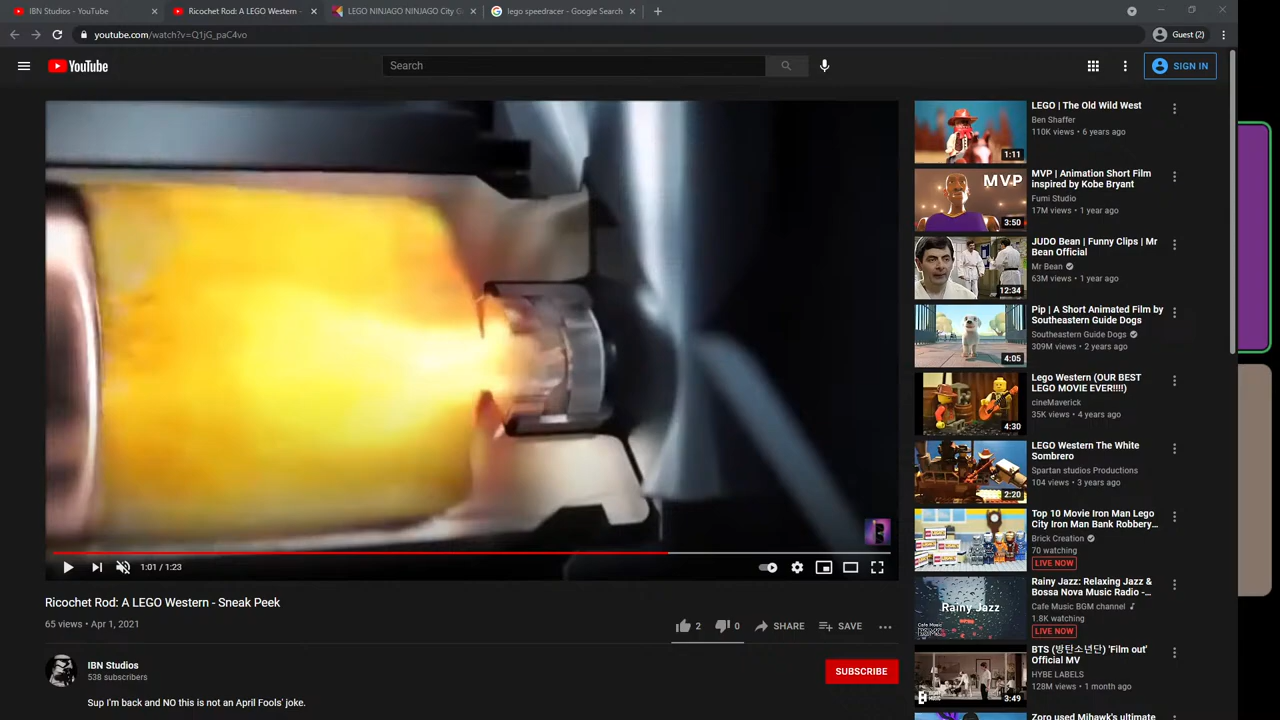 IBN Studios - YouTube
Ricochet Rod: A LEGO Western -
LEGO NINJAGO NINJAGO City G
lego speedracer - Google Search
youtube.com/watch?v=Q1jG_paC4vo
Guest (2)
YouTube
Search
SIGN IN
1:01 / 1:23
Ricochet Rod: A LEGO Western - Sneak Peek
65 views • Apr 1, 2021
2
0
SHARE
SAVE
IBN Studios
538 subscribers
SUBSCRIBE
Sup I'm back and NO this is not an April Fools' joke.
1:11
LEGO | The Old Wild West
Ben Shaffer
110K views • 6 years ago
MVP
3:50
MVP | Animation Short Film
inspired by Kobe Bryant
Fumi Studio
17M views • 1 year ago
12:34
JUDO Bean | Funny Clips | Mr
Bean Official
Mr Bean
63M views • 1 year ago
4:05
Pip | A Short Animated Film by
Southeastern Guide Dogs
Southeastern Guide Dogs
309M views • 2 years ago
4:30
Lego Western (OUR BEST
LEGO MOVIE EVER!!!!)
cineMaverick
35K views • 4 years ago
2:20
LEGO Western The White
Sombrero
Spartan studios Productions
104 views • 3 years ago
Top 10 Movie Iron Man Lego
City Iron Man Bank Robbery...
Brick Creation
70 watching
LIVE NOW
Rainy Jazz
Cafe Music
BGM
Rainy Jazz: Relaxing Jazz &
Bossa Nova Music Radio -...
Cafe Music BGM channel
1.8K watching
LIVE NOW
3:49
BTS (방탄소년단) 'Film out'
Official MV
HYBE LABELS
128M views • 1 month ago
Zoro used Mihawk's ultimate